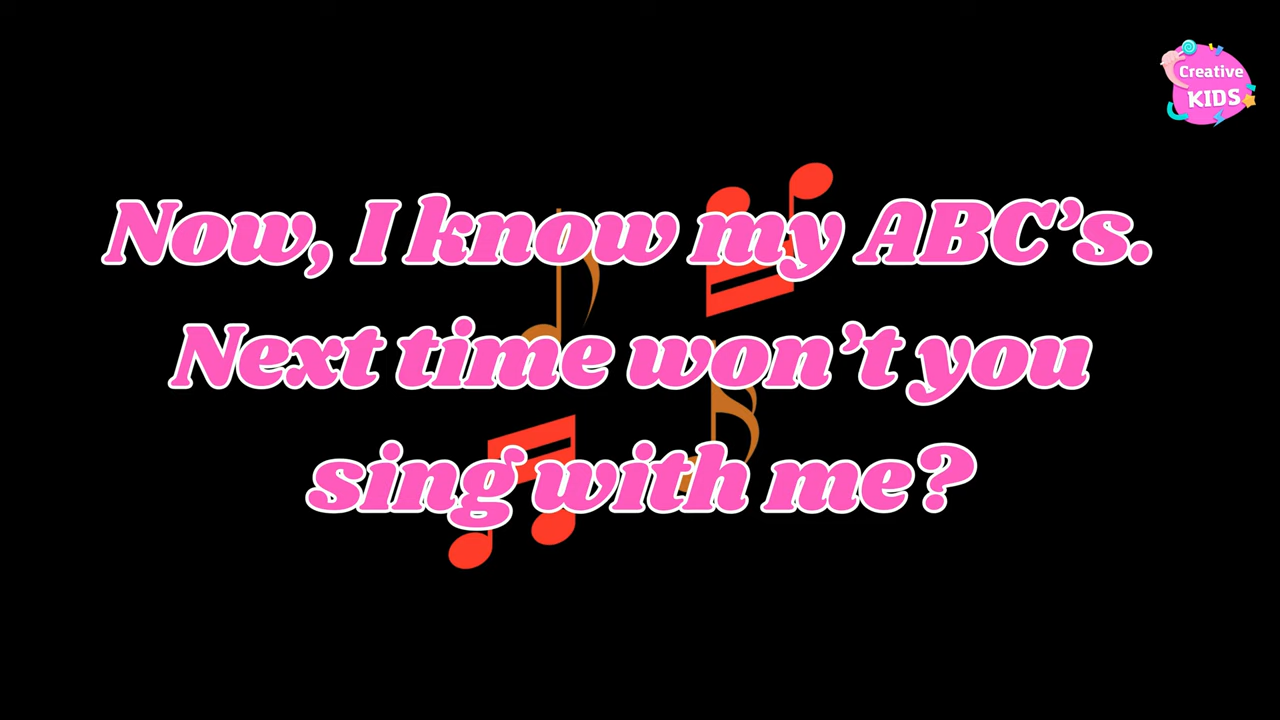 Creative
KIDS
Now, I know my ABC’s.
Next time won’t you
sing with me?